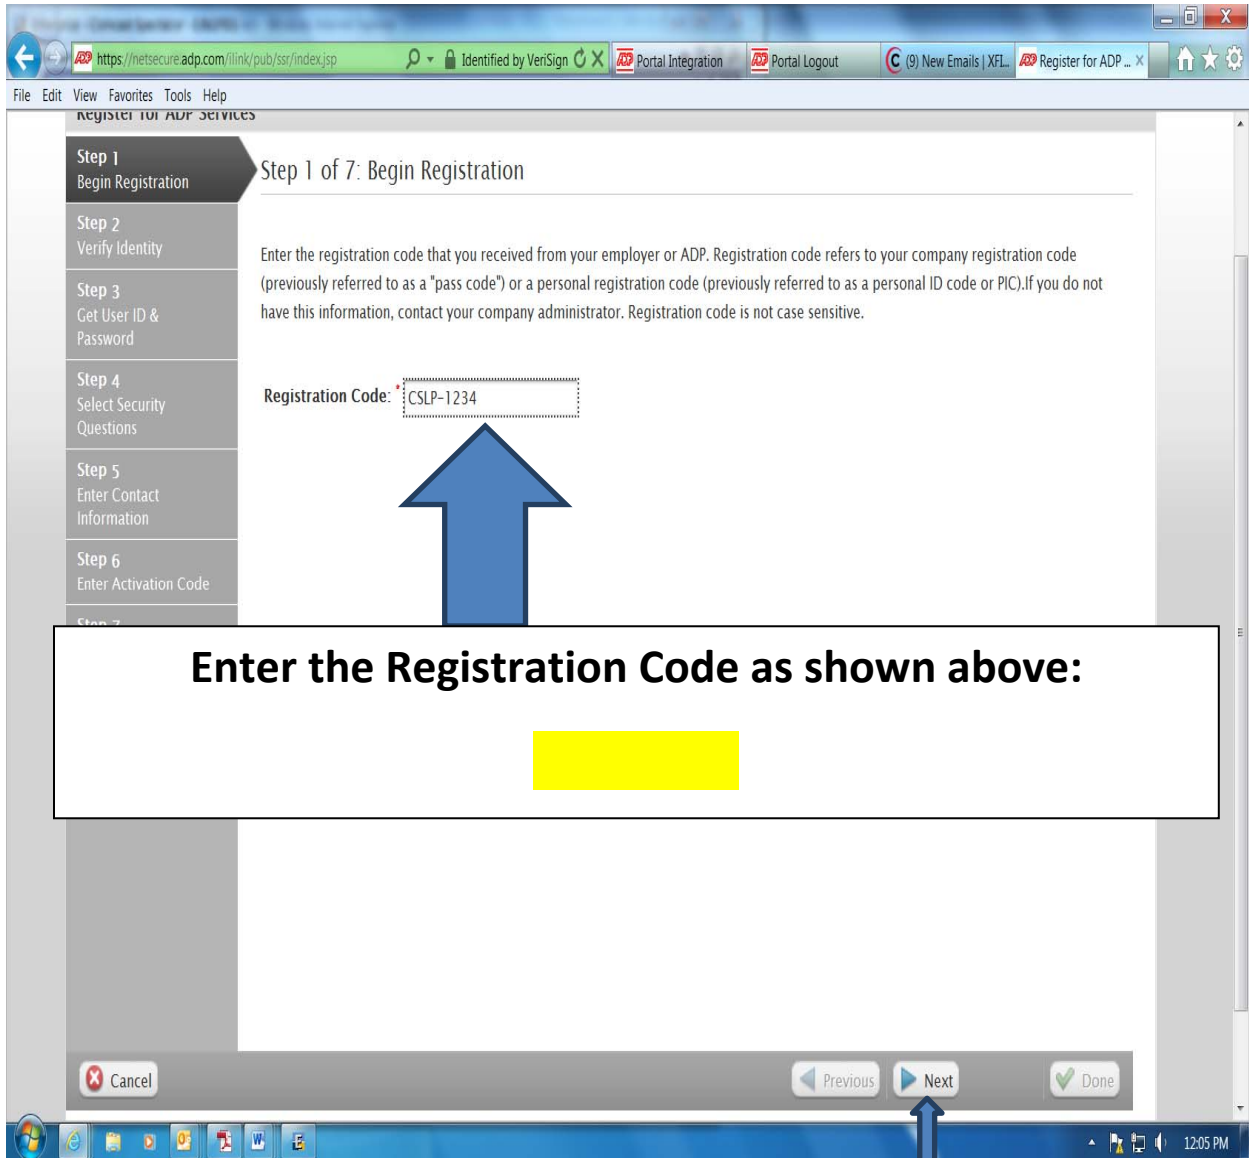 https://netsecure.adp.com/ilink/pub/ssr/index.jsp
Identified by VeriSign
Portal Integration
Portal Logout
(9) New Emails | XFI...
Register for ADP ...
File Edit View Favorites Tools Help
Register for ADP Services
Step 1
Begin Registration
Step 2
Verify Identity
Step 3
Get User ID &
Password
Step 4
Select Security
Questions
Step 5
Enter Contact
Information
Step 6
Enter Activation Code
Step 7
Step 1 of 7: Begin Registration
Enter the registration code that you received from your employer or ADP. Registration code refers to your company registration code
(previously referred to as a "pass code") or a personal registration code (previously referred to as a personal ID code or PIC).If you do not
have this information, contact your company administrator. Registration code is not case sensitive.
Registration Code: * CSLP-1234
Enter the Registration Code as shown above:
Cancel
Previous
Next
Done
12:05 PM